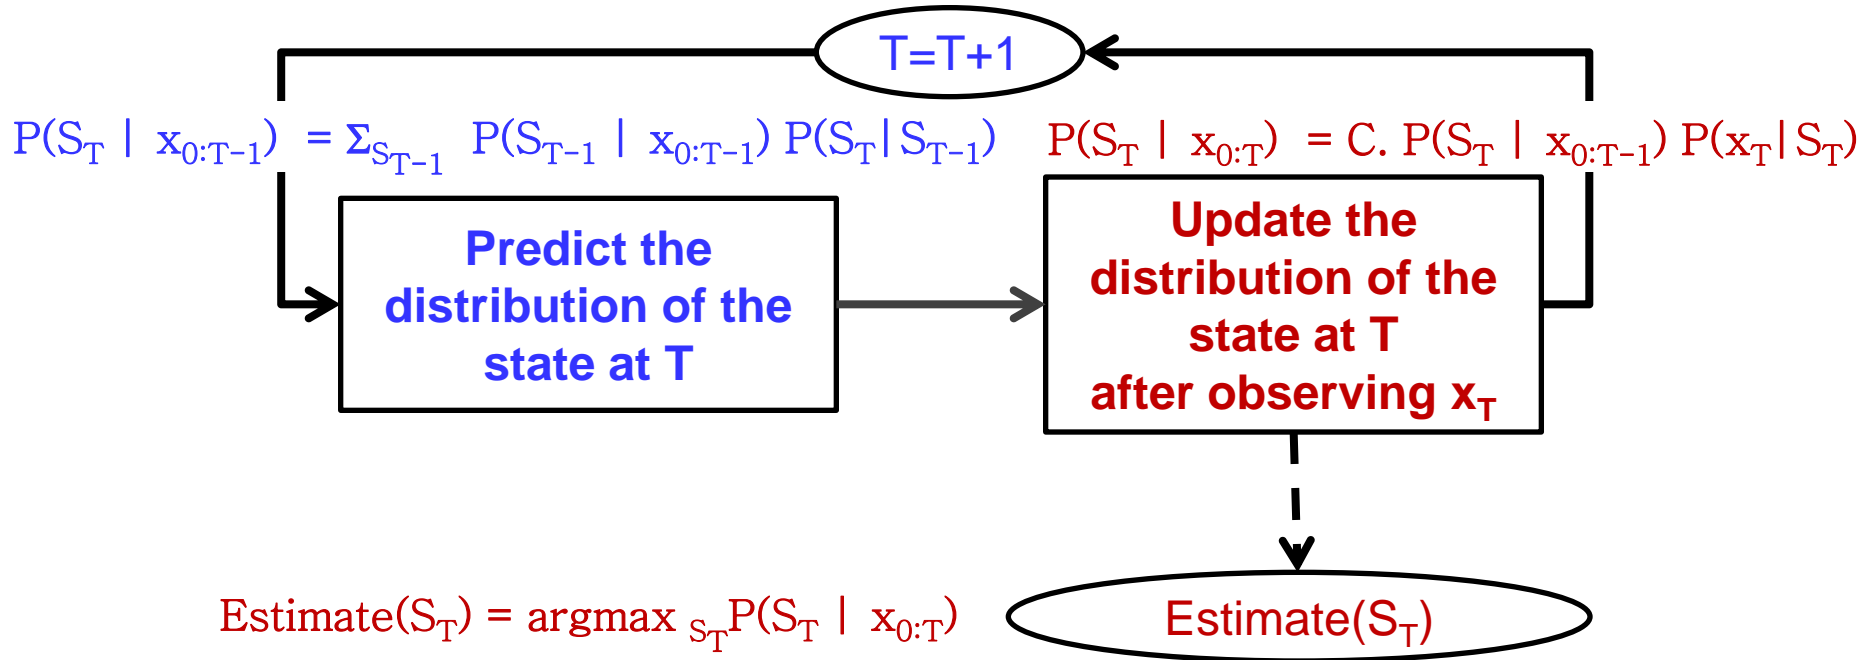 T=T+1
P(S_T | x_{0:T-1}) = Σ_{S_{T-1}} P(S_{T-1} | x_{0:T-1}) P(S_T|S_{T-1})
P(S_T | x_{0:T}) = C. P(S_T | x_{0:T-1}) P(x_T|S_T)
Predict the
distribution of the
state at T
Update the
distribution of the
state at T
after observing x_T
Estimate(S_T) = argmax _{S_T}P(S_T | x_{0:T})
Estimate(S_T)